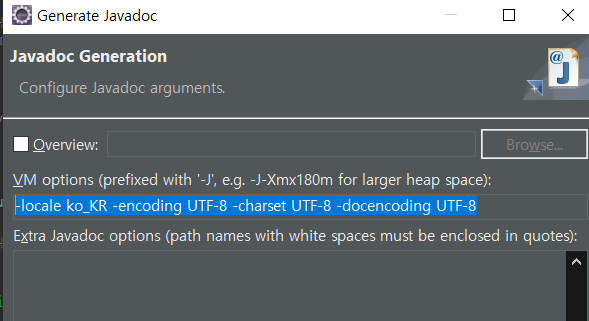 Generate Javadoc
Javadoc Generation
Configure Javadoc arguments.
Overview:
Browse...
VM options (prefixed with '-J', e.g. -J-Xmx180m for larger heap space):
-locale ko_KR -encoding UTF-8 -charset UTF-8 -docencoding UTF-8
Extra Javadoc options (path names with white spaces must be enclosed in quotes):